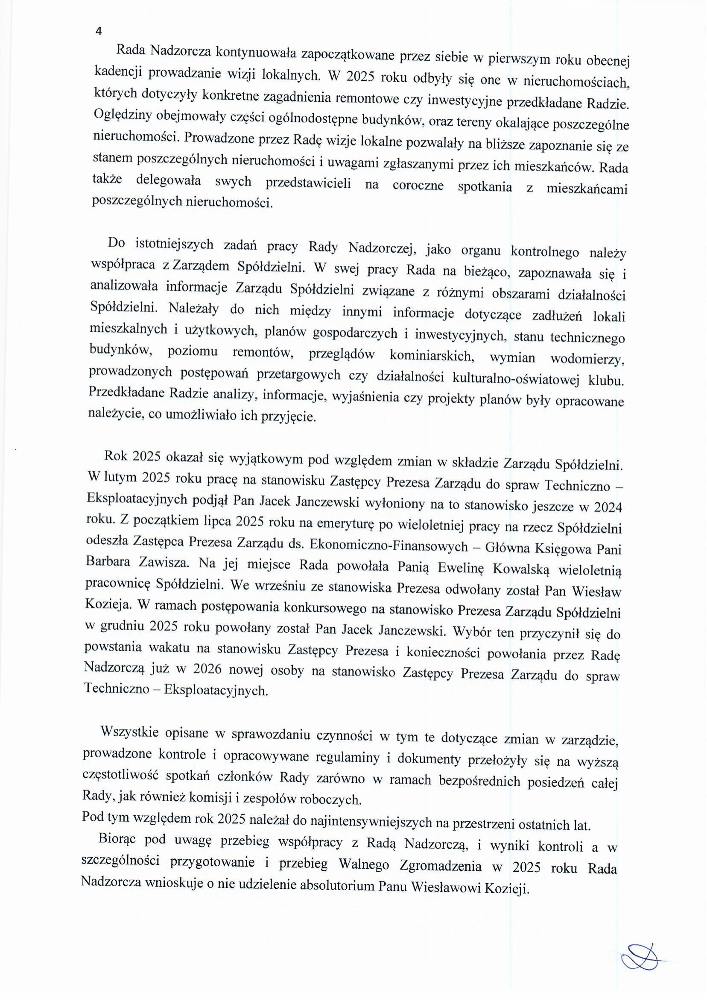 4
Rada Nadzorcza kontynuowała zapoczątkowane przez siebie w pierwszym roku obecnej
kadencji prowadzanie wizji lokalnych. W 2025 roku odbyły się one w nieruchomościach,
których dotyczyły konkretne zagadnienia remontowe czy inwestycyjne przedkładane Radzie.
Oględziny obejmowały części ogólnodostępne budynków, oraz tereny okalające poszczególne
nieruchomości. Prowadzone przez Radę wizje lokalne pozwalały na bliższe zapoznanie się ze
stanem poszczególnych nieruchomości i uwagami zgłaszanymi przez ich mieszkańców. Rada
także delegowała swych przedstawicieli na coroczne spotkania z mieszkańcami
poszczególnych nieruchomości.
Do istotniejszych zadań pracy Rady Nadzorczej, jako organu kontrolnego należy
współpraca z Zarządem Spółdzielni. W swej pracy Rada na bieżąco, zapoznawała się i
analizowała informacje Zarządu Spółdzielni związane z różnymi obszarami działalności
Spółdzielni. Należały do nich między innymi informacje dotyczące zadłużeń lokali
mieszkalnych i użytkowych, planów gospodarczych i inwestycyjnych, stanu technicznego
budynków, poziomu remontów, przeglądów kominiarskich, wymian wodomierzy,
prowadzonych postępowań przetargowych czy działalności kulturalno-oświatowej klubu.
Przedkładane Radzie analizy, informacje, wyjaśnienia czy projekty planów były opracowane
należycie, co umożliwiało ich przyjęcie.
Rok 2025 okazał się wyjątkowym pod względem zmian w składzie Zarządu Spółdzielni.
W lutym 2025 roku pracę na stanowisku Zastępcy Prezesa Zarządu do spraw Techniczno –
Eksploatacyjnych podjął Pan Jacek Janczewski wyłoniony na to stanowisko jeszcze w 2024
roku. Z początkiem lipca 2025 roku na emeryturę po wieloletniej pracy na rzecz Spółdzielni
odeszła Zastępca Prezesa Zarządu ds. Ekonomiczno-Finansowych – Główna Księgowa Pani
Barbara Zawisza. Na jej miejsce Rada powołała Panią Ewelinę Kowalską wieloletnią
pracownicę Spółdzielni. We wrześniu ze stanowiska Prezesa odwołany został Pan Wiesław
Kozieja. W ramach postępowania konkursowego na stanowisko Prezesa Zarządu Spółdzielni
w grudniu 2025 roku powołany został Pan Jacek Janczewski. Wybór ten przyczynił się do
powstania wakatu na stanowisku Zastępcy Prezesa i konieczności powołania przez Radę
Nadzorczą już w 2026 nowej osoby na stanowisko Zastępcy Prezesa Zarządu do spraw
Techniczno – Eksploatacyjnych.
Wszystkie opisane w sprawozdaniu czynności w tym te dotyczące zmian w zarządzie,
prowadzone kontrole i opracowywane regulaminy i dokumenty przełożyły się na wyższą
częstotliwość spotkań członków Rady zarówno w ramach bezpośrednich posiedzeń całej
Rady, jak również komisji i zespołów roboczych.
Pod tym względem rok 2025 należał do najintensywniejszych na przestrzeni ostatnich lat.
Biorąc pod uwagę przebieg współpracy z Radą Nadzorczą, i wyniki kontroli a w
szczególności przygotowanie i przebieg Walnego Zgromadzenia w 2025 roku Rada
Nadzorcza wnioskuje o nie udzielenie absolutorium Panu Wiesławowi Kozieji.